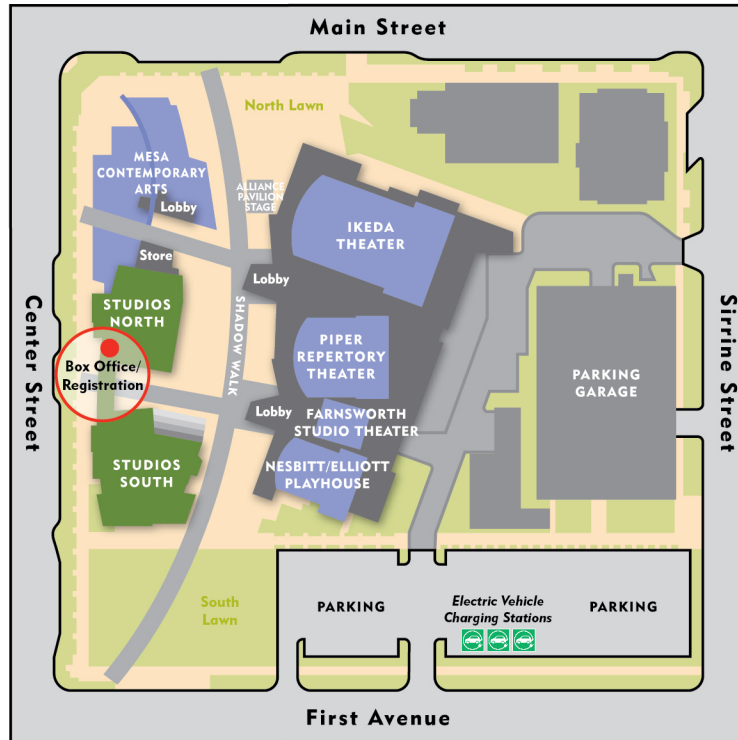 Main Street
North Lawn
MESA
CONTEMPORARY
ARTS
Lobby
ALLIANCE
PAVILION
STAGE
IKEDA
THEATER
Store
Lobby
STUDIOS
NORTH
Center Street
SHADOW WALK
Sirrine Street
Box Office/
Registration
PIPER
REPERTORY
THEATER
PARKING
GARAGE
Lobby
FARNSWORTH
STUDIO THEATER
STUDIOS
SOUTH
NESBITT/ELLIOTT
PLAYHOUSE
South
Lawn
PARKING
Electric Vehicle
Charging Stations
PARKING
First Avenue